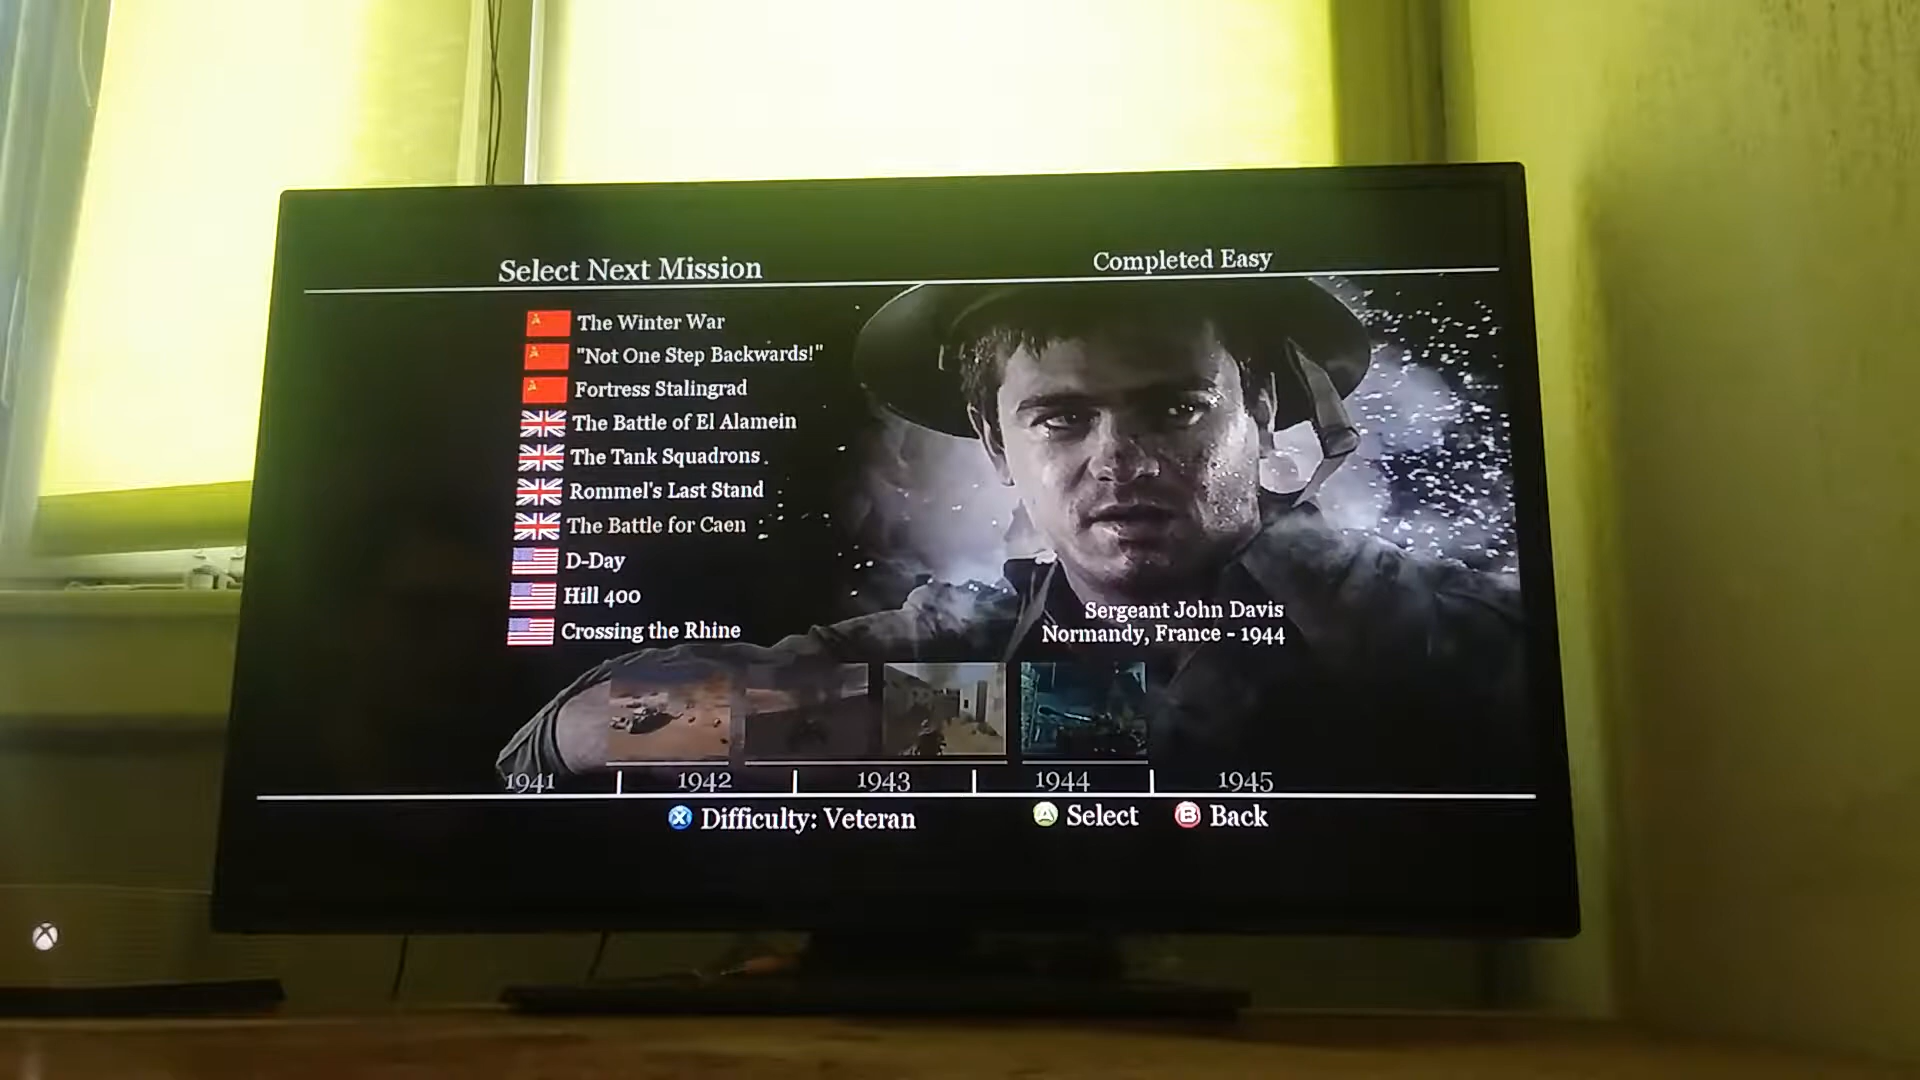 Select Next Mission
Completed Easy
The Winter War
"Not One Step Backwards!"
Fortress Stalingrad
The Battle of El Alamein
The Tank Squadrons
Rommel's Last Stand
The Battle for Caen
D-Day
Hill 400
Crossing the Rhine
Sergeant John Davis
Normandy, France - 1944
1941 1942 1943 1944 1945
X Difficulty: Veteran A Select B Back